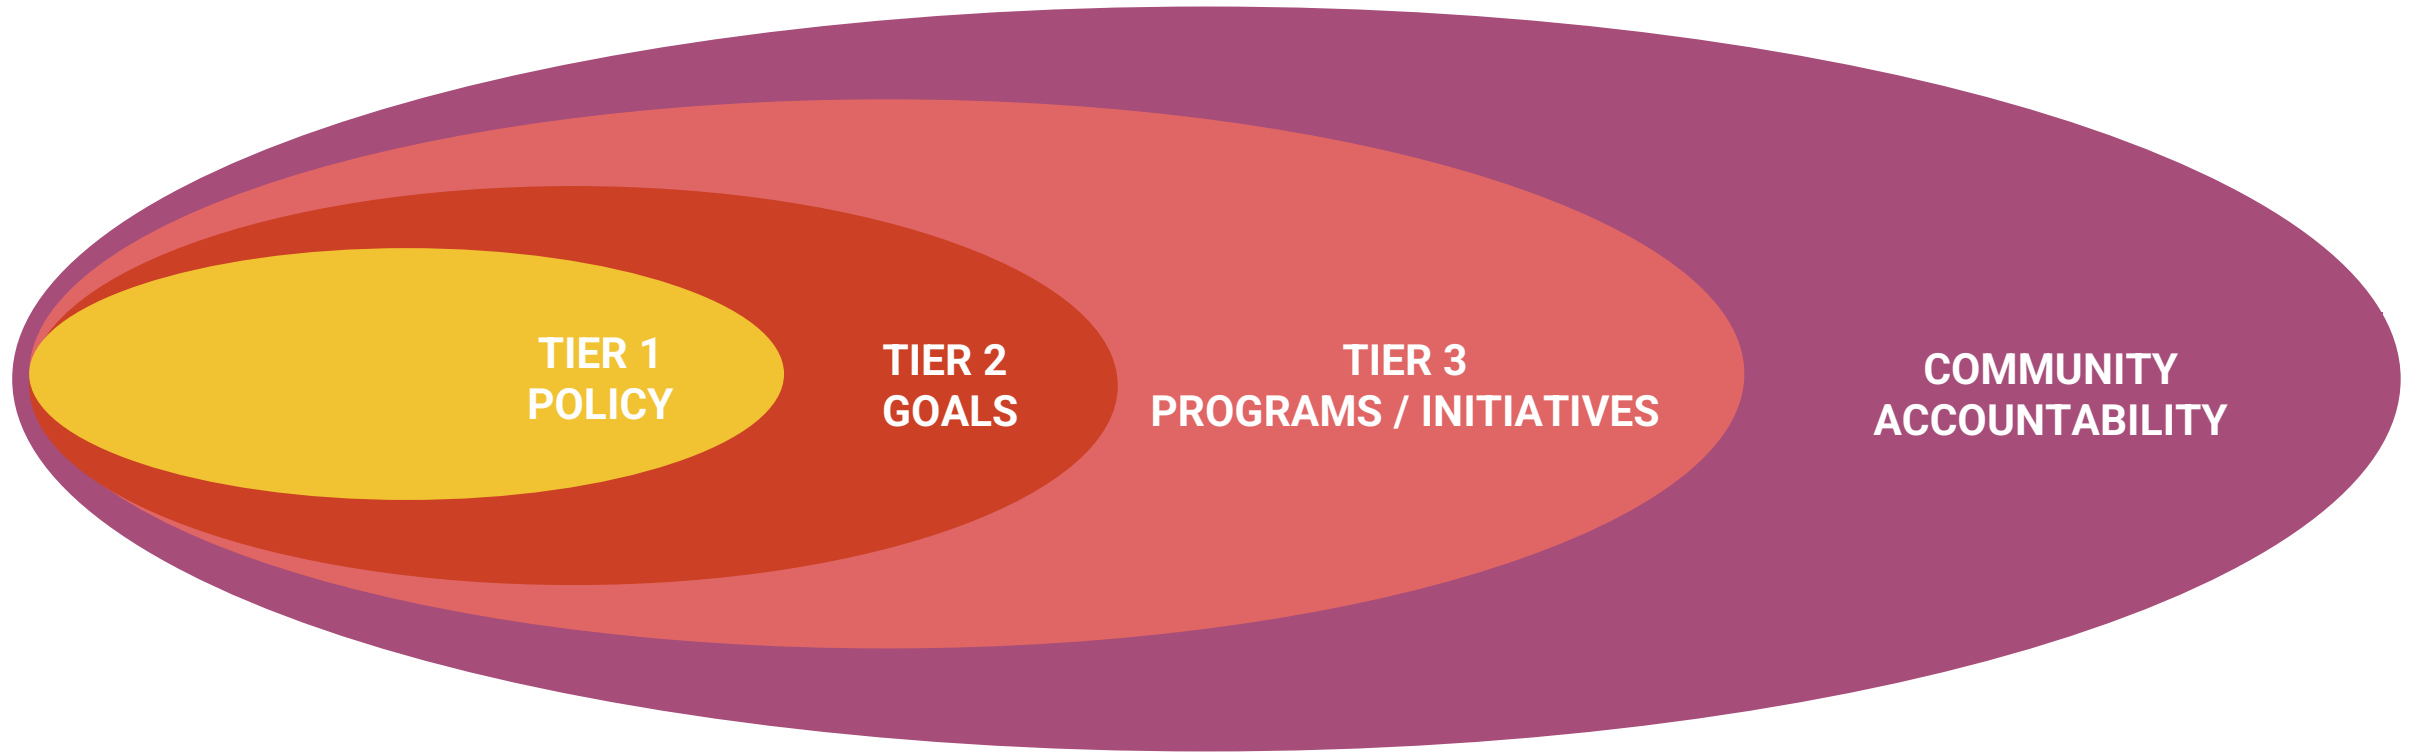 TIER 1
POLICY
TIER 2
GOALS
TIER 3
PROGRAMS / INITIATIVES
COMMUNITY
ACCOUNTABILITY